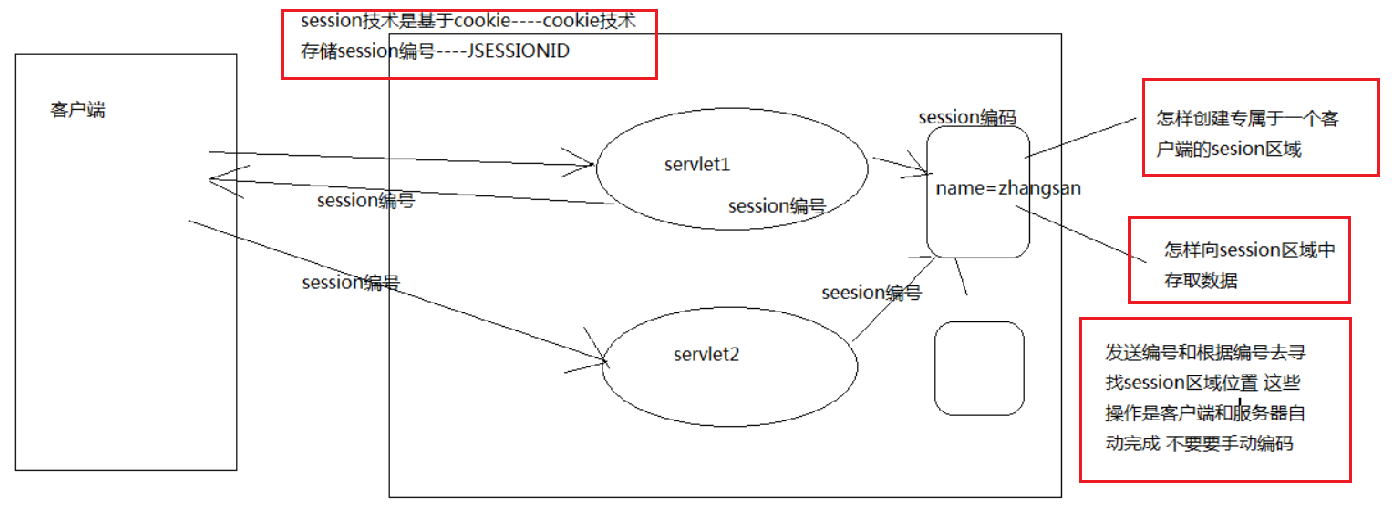 session技术是基于cookie----cookie技术
存储session编号----JSESSIONID
客户端
session编码
怎样创建专属于一个客
户端的sesion区域
servlet1
name=zhangsan
session编号
session编号
怎样向session区域中
存取数据
session编号
seesion编号
servlet2
发送编号和根据编号去寻
找session区域位置 这些
操作是客户端和服务器自
动完成 不要要手动编码